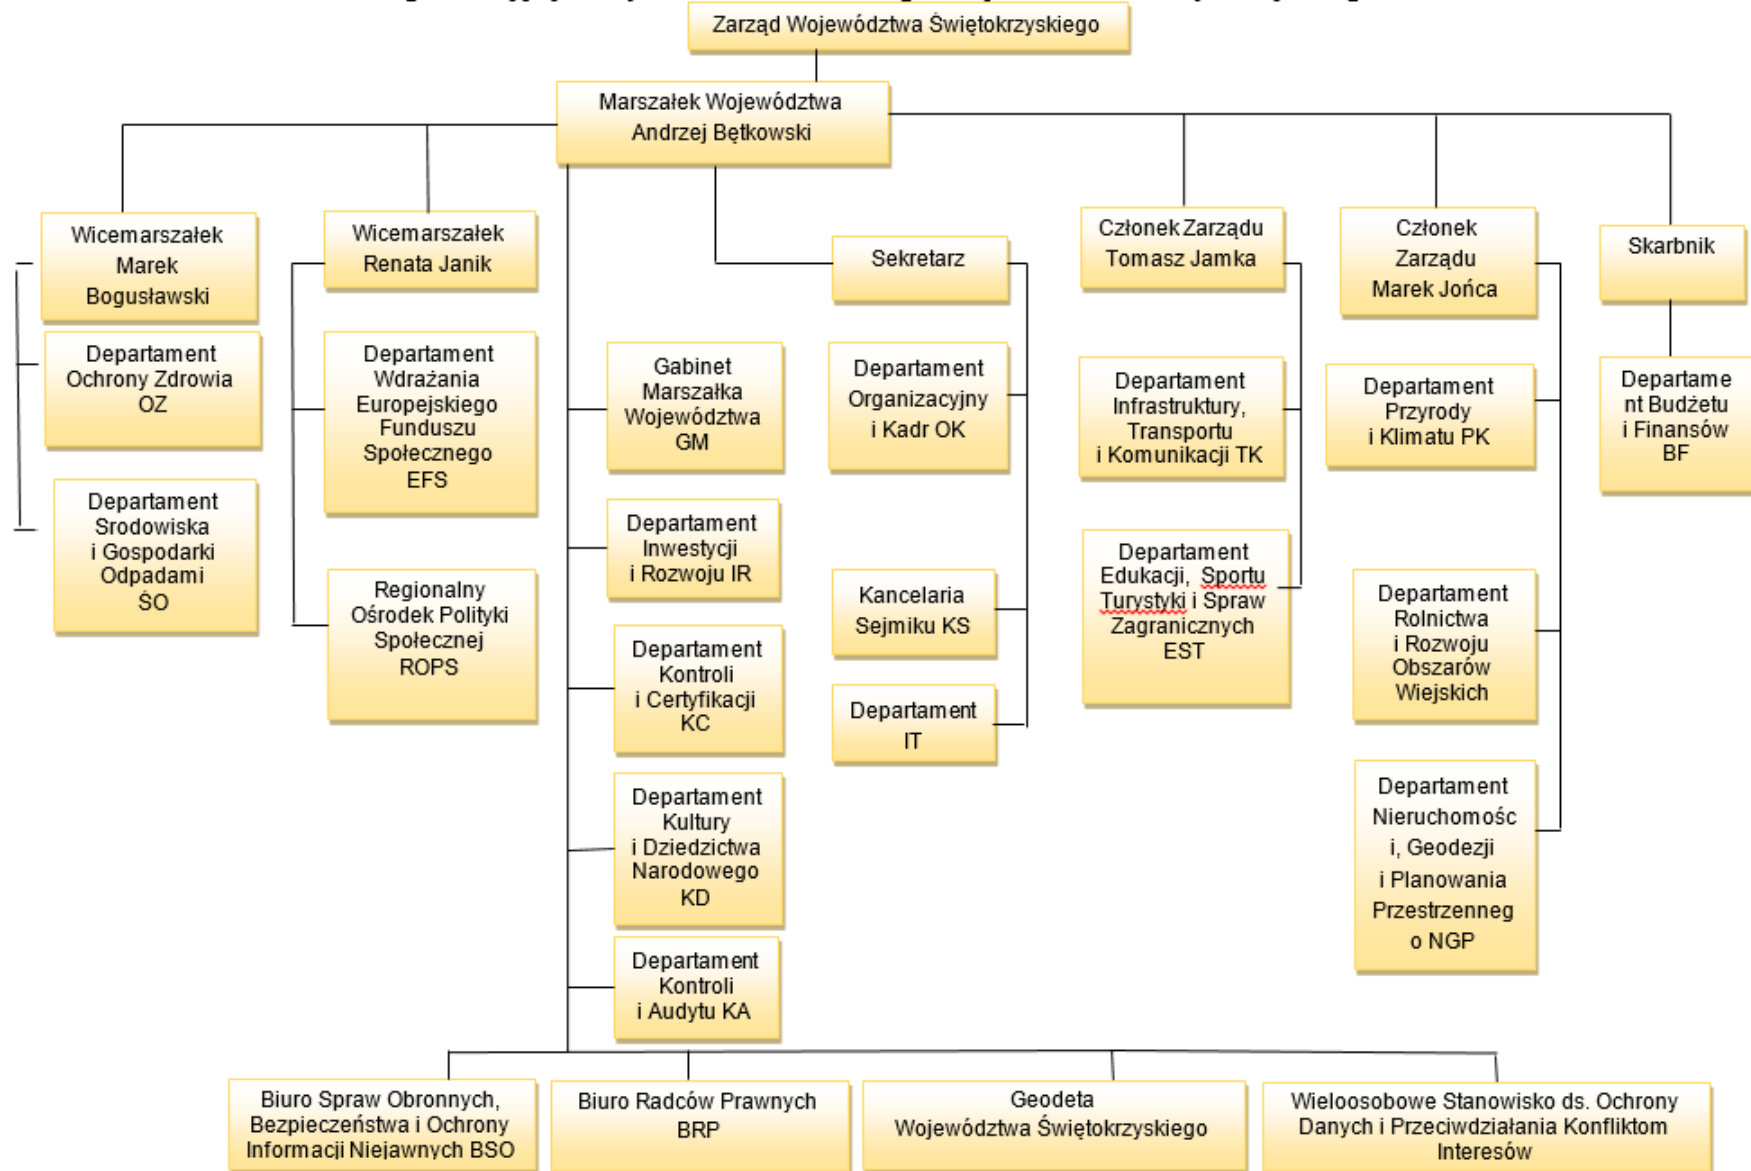 Zarząd Województwa Świętokrzyskiego
Marszałek Województwa
Andrzej Bętkowski
Wicemarszałek
Marek
Bogusławski
Departament
Ochrony Zdrowia
OZ
Departament
Srodowiska
i Gospodarki
Odpadami
ŚO
Wicemarszałek
Renata Janik
Departament
Wdrażania
Europejskiego
Funduszu
Społecznego
EFS
Regionalny
Ośrodek Polityki
Społecznej
ROPS
Gabinet
Marszałka
Województwa
GM
Departament
Inwestycji
i Rozwoju IR
Departament
Kontroli
i Certyfikacji
KC
Departament
Kultury
i Dziedzictwa
Narodowego
KD
Departament
Kontroli
i Audytu KA
Sekretarz
Departament
Organizacyjny
i Kadr OK
Kancelaria
Sejmiku KS
Departament
IT
Członek Zarządu
Tomasz Jamka
Departament
Infrastruktury,
Transportu
i Komunikacji TK
Departament
Edukacji, Sportu
Turystyki i Spraw
Zagranicznych
EST
Członek
Zarządu
Marek Jońca
Departament
Przyrody
i Klimatu PK
Departament
Rolnictwa
i Rozwoju
Obszarów
Wiejskich
Departament
Nieruchomośc
i, Geodezji
i Planowania
Przestrzenneg
o NGP
Skarbnik
Departame
nt Budżetu
i Finansów
BF
Biuro Spraw Obronnych,
Bezpieczeństwa i Ochrony
Informacji Niejawnych BSO
Biuro Radców Prawnych
BRP
Geodeta
Województwa Świętokrzyskiego
Wieloosobowe Stanowisko ds. Ochrony
Danych i Przeciwdziałania Konfliktom
Interesów